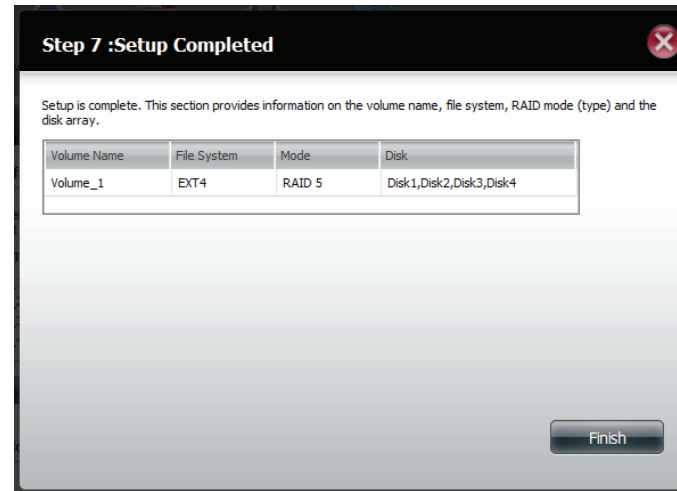 Step 7 :Setup Completed
Setup is complete. This section provides information on the volume name, file system, RAID mode (type) and the
disk array.
Volume Name File System Mode Disk
Volume_1 EXT4 RAID 5 Disk1,Disk2,Disk3,Disk4
Finish